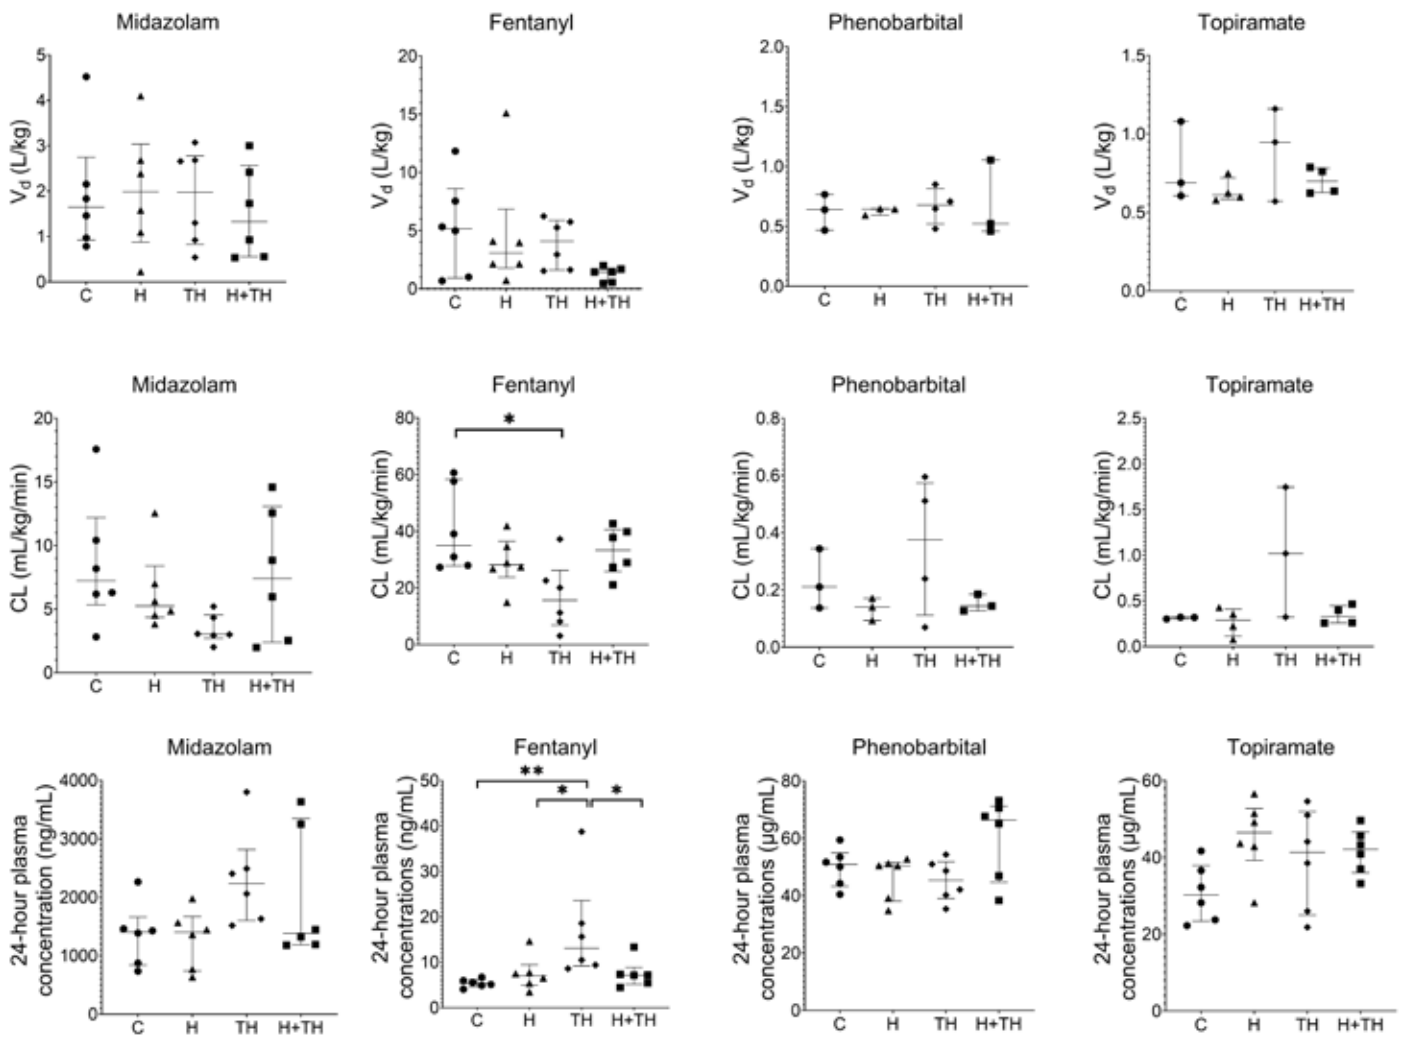 Midazolam
V_d (L/kg)
5
4
3
2
1
0
C H TH H+TH
Fentanyl
V_d (L/kg)
20
15
10
5
0
C H TH H+TH
Phenobarbital
V_d (L/kg)
2.0
1.5
1.0
0.5
0.0
C H TH H+TH
Topiramate
V_d (L/kg)
1.5
1.0
0.5
0.0
C H TH H+TH
Midazolam
CL (mL/kg/min)
20
15
10
5
0
C H TH H+TH
Fentanyl
CL (mL/kg/min)
80
60
40
20
0
*
C H TH H+TH
Phenobarbital
CL (mL/kg/min)
0.8
0.6
0.4
0.2
0.0
C H TH H+TH
Topiramate
CL (mL/kg/min)
2.5
2.0
1.5
1.0
0.5
0.0
C H TH H+TH
Midazolam
24-hour plasma
concentration (ng/mL)
4000
3000
2000
1000
0
C H TH H+TH
Fentanyl
24-hour plasma
concentrations (ng/mL)
50
40
30
20
10
0
**
* *
C H TH H+TH
Phenobarbital
24-hour plasma
concentrations (µg/mL)
80
60
40
20
0
C H TH H+TH
Topiramate
24-hour plasma
concentrations (µg/mL)
60
40
20
0
C H TH H+TH